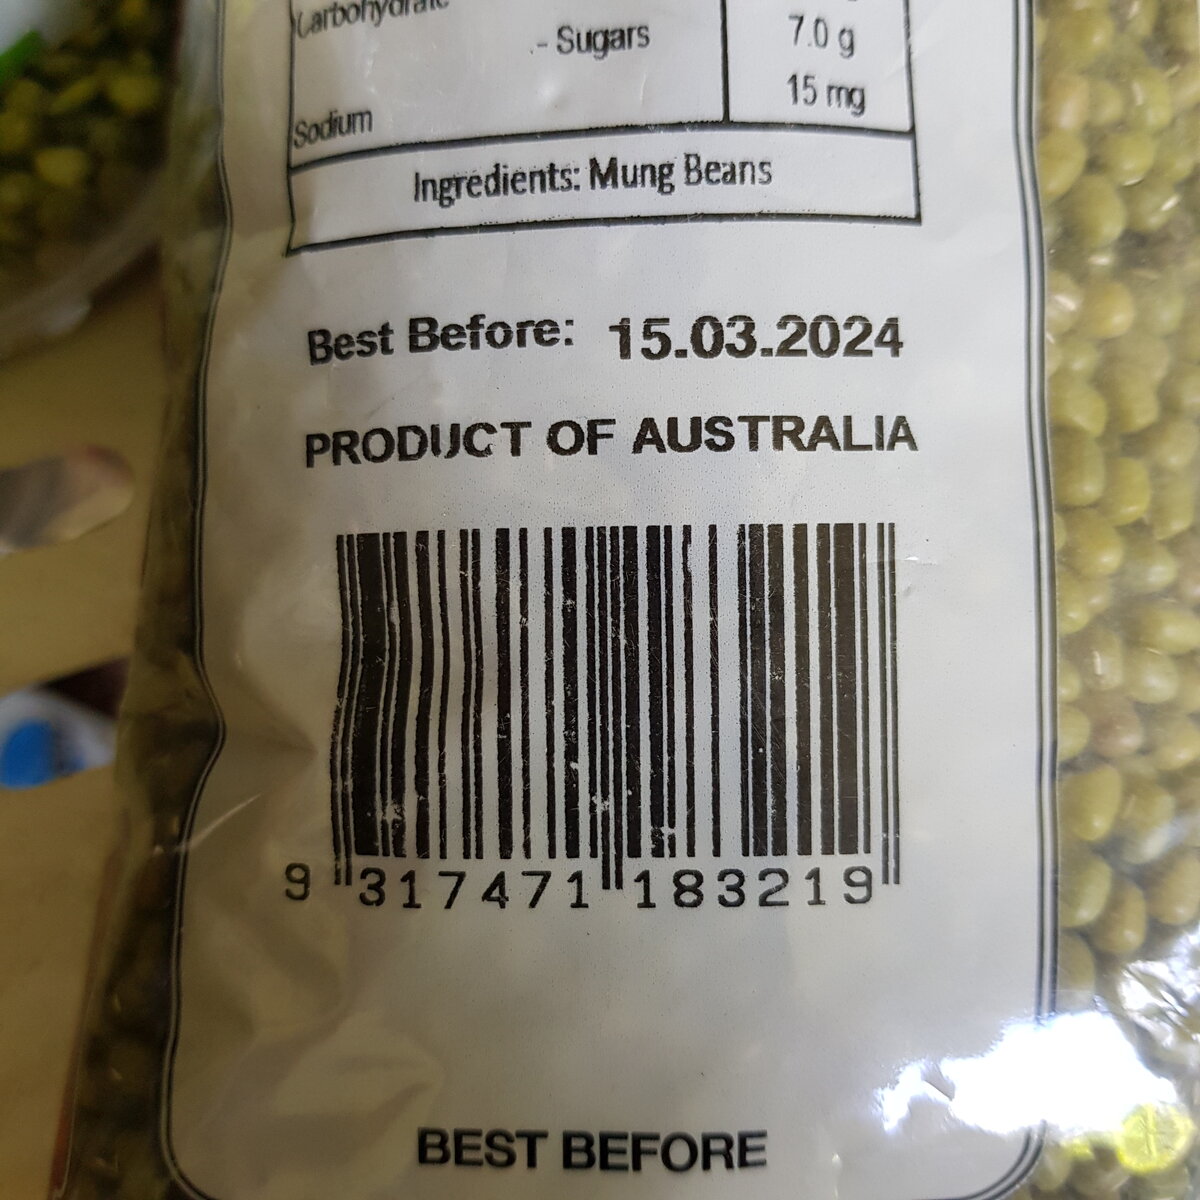 Carbohydrate
- Sugars 7.0 g
Sodium 15 mg
Ingredients: Mung Beans
Best Before: 15.03.2024
PRODUCT OF AUSTRALIA
9 317471 183219
BEST BEFORE